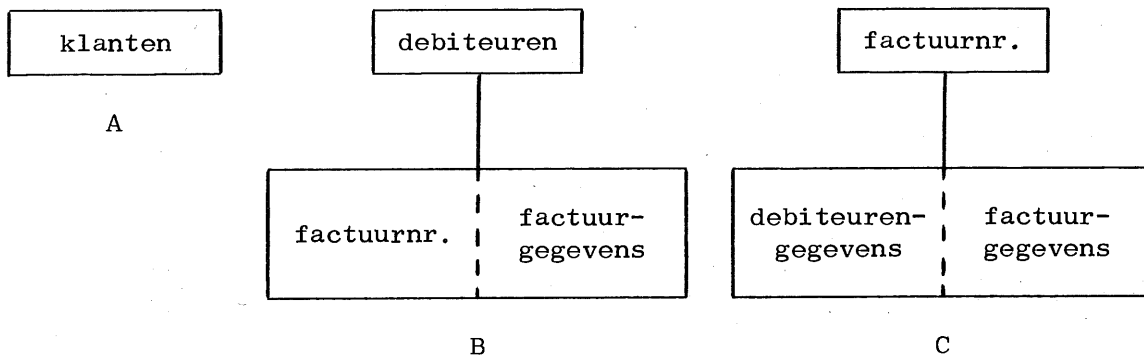 klanten
A
debiteuren
factuurnr.
factuur-
gegevens
B
factuurnr.
debiteuren-
gegevens
factuur-
gegevens
C